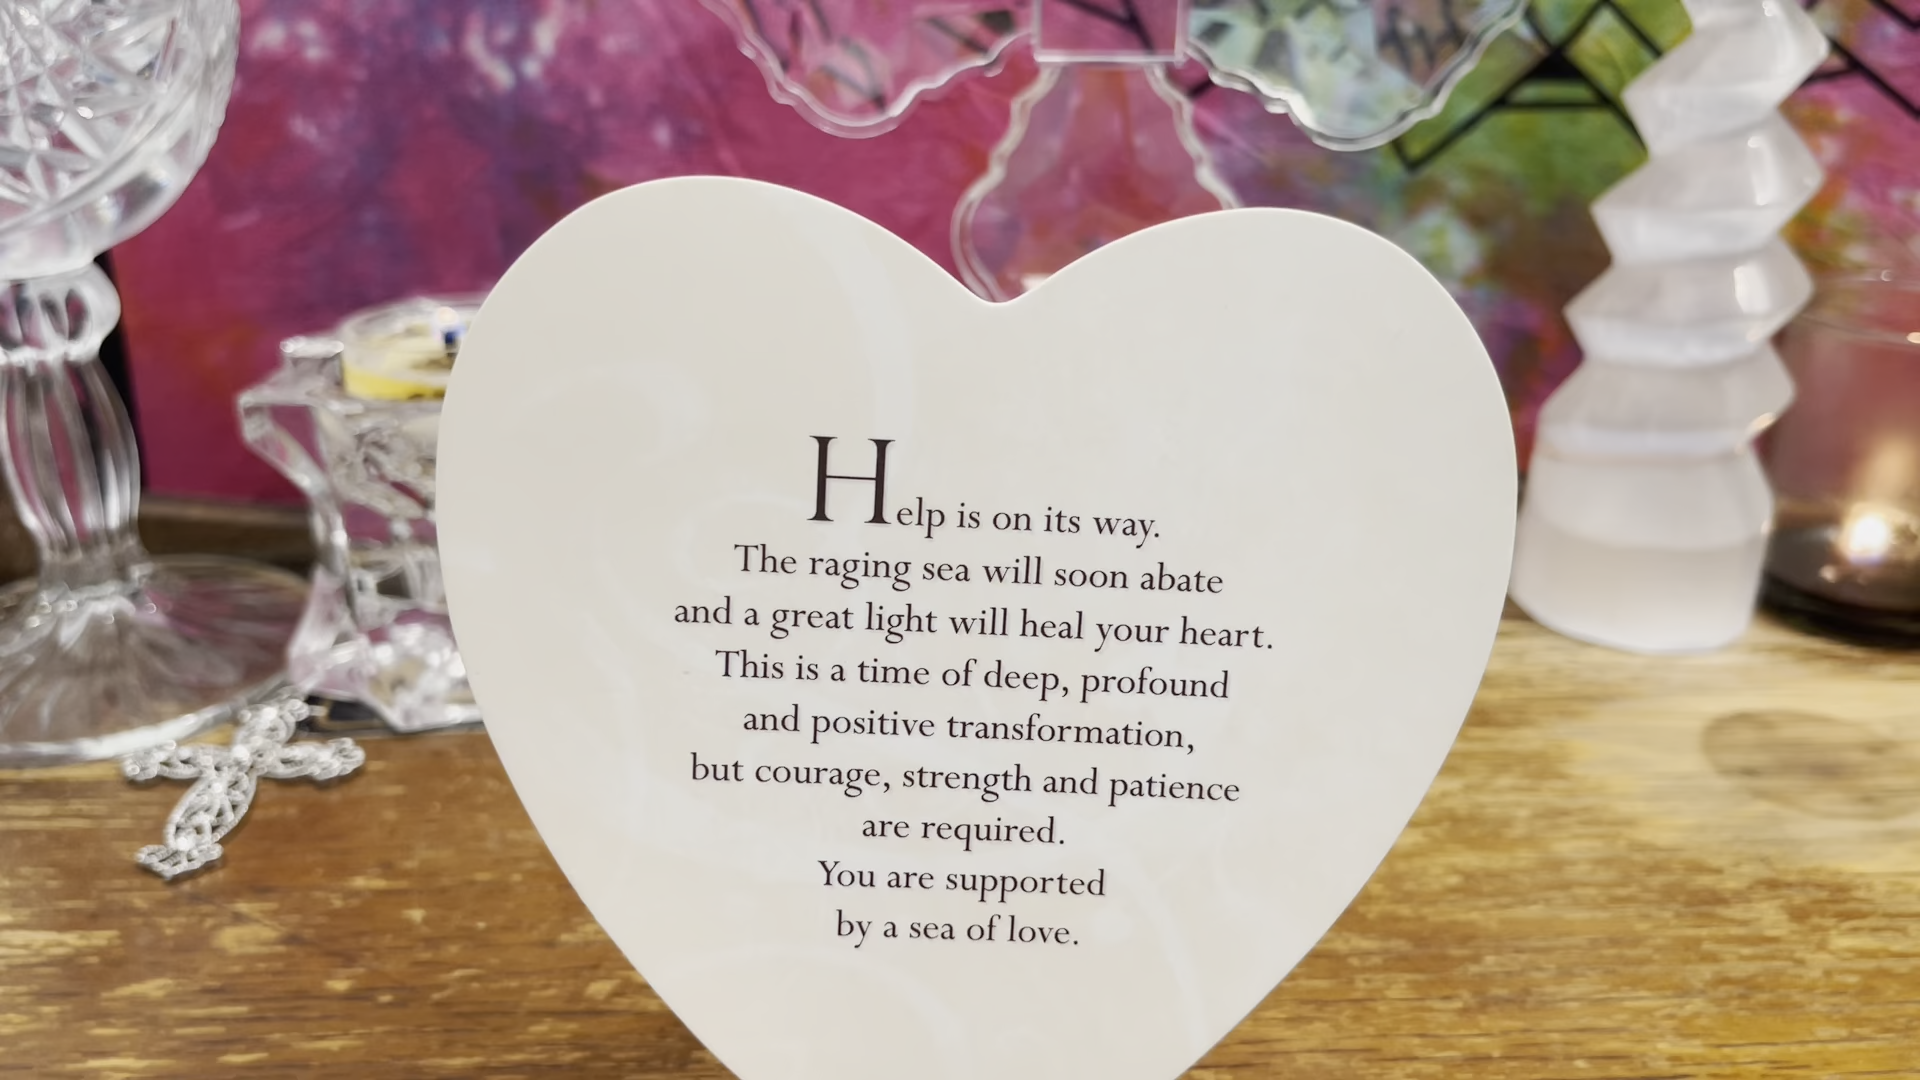 Help is on its way.
The raging sea will soon abate
and a great light will heal your heart.
This is a time of deep, profound
and positive transformation,
but courage, strength and patience
are required.
You are supported
by a sea of love.